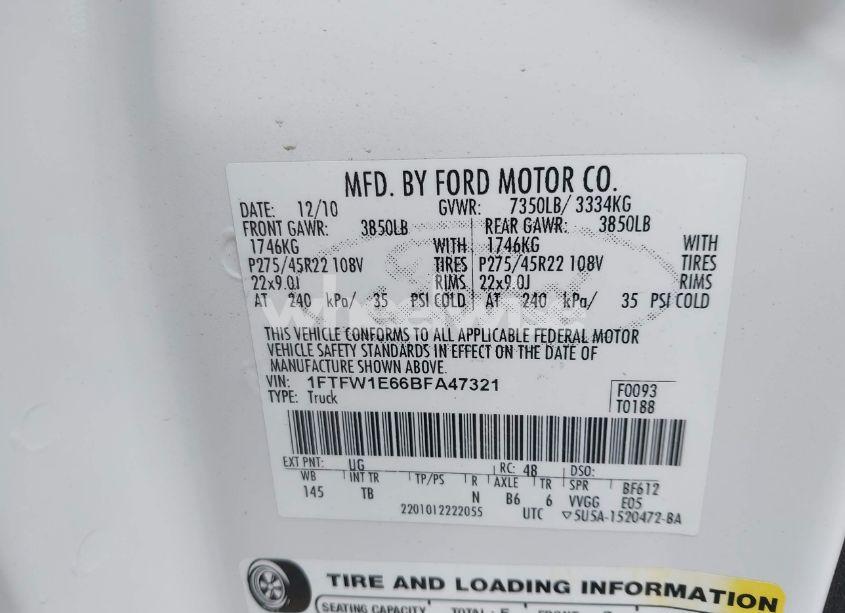 MFD. BY FORD MOTOR CO.
DATE: 12/10 GVWR: 7350LB/ 3334KG
FRONT GAWR: 3850LB REAR GAWR: 3850LB
1746KG WITH 1746KG WITH
P275/45R22 108V TIRES P275/45R22 108V TIRES
22x9.0J RIMS 22x9.0J RIMS
AT 240 kPa/ 35 PSI COLD AT 240 kPa/ 35 PSI COLD
THIS VEHICLE CONFORMS TO ALL APPLICABLE FEDERAL MOTOR
VEHICLE SAFETY STANDARDS IN EFFECT ON THE DATE OF
MANUFACTURE SHOWN ABOVE.
VIN: 1FTFW1E66BFA47321
TYPE: Truck
F0093
T0188
EXT PNT: UG RC: 48 DSO:
WB INT TR TP/PS R AXLE TR SPR BF612
145 TB N B6 6 VVGG E05
2201012222055 UTC ▽5U5A-1520472-BA
TIRE AND LOADING INFORMATION
SEATING CAPACITY TOTAL